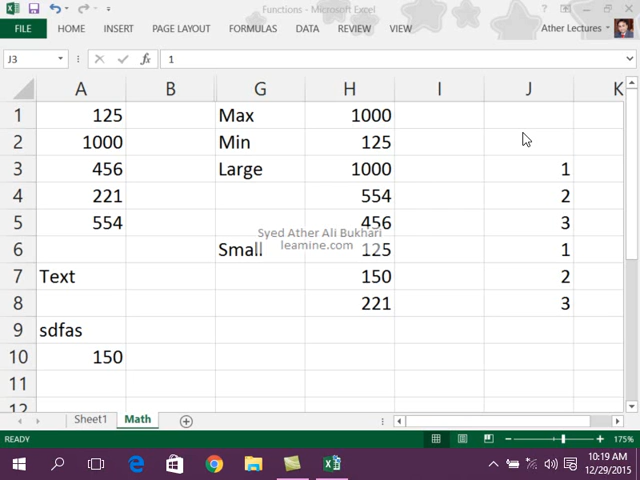 Functions - Microsoft Excel
FILE HOME INSERT PAGE LAYOUT FORMULAS DATA REVIEW VIEW Ather Lectures
J3 fx 1
A B G H I J K
1 125 Max 1000
2 1000 Min 125
3 456 Large 1000 1
4 221 554 2
5 554 456 3
Syed Ather Ali Bukhari
leamine.com
6 Small 125 1
7 Text 150 2
8 221 3
9 sdfas
10 150
11
12
Sheet1 Math
READY 175%
10:19 AM
12/29/2015